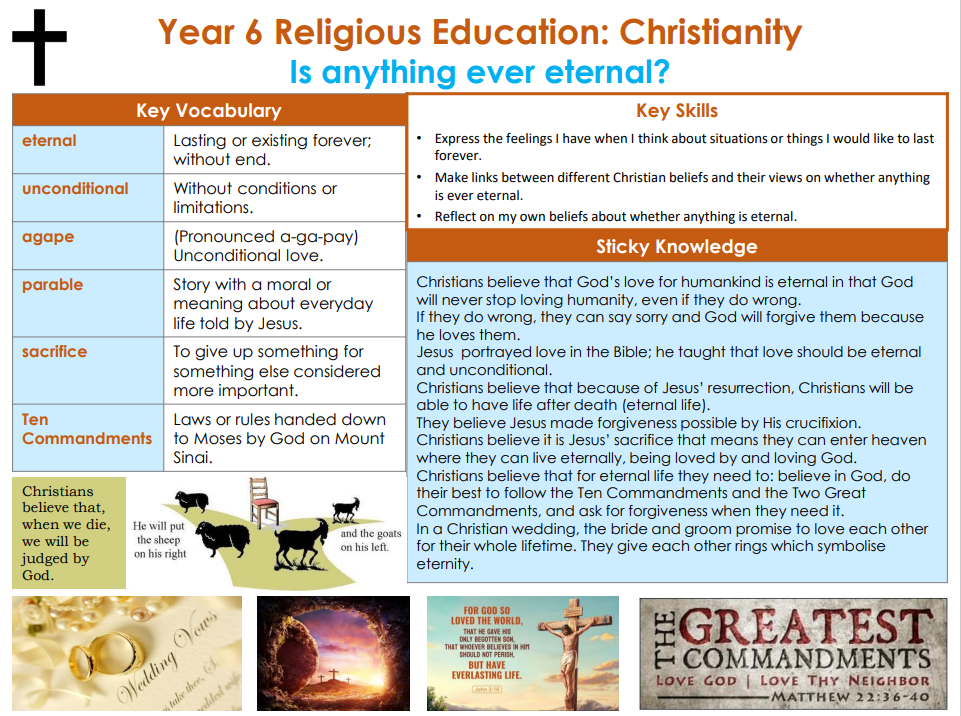 Year 6 Religious Education: Christianity
Is anything ever eternal?
Key Vocabulary
eternal
Lasting or existing forever;
without end.
unconditional
Without conditions or
limitations.
agape
(Pronounced a-ga-pay)
Unconditional love.
parable
Story with a moral or
meaning about everyday
life told by Jesus.
sacrifice
To give up something for
something else considered
more important.
Ten
Commandments
Laws or rules handed down
to Moses by God on Mount
Sinai.
Key Skills
• Express the feelings I have when I think about situations or things I would like to last
forever.
• Make links between different Christian beliefs and their views on whether anything
is ever eternal.
• Reflect on my own beliefs about whether anything is eternal.
Sticky Knowledge
Christians believe that God's love for humankind is eternal in that God
will never stop loving humanity, even if they do wrong.
If they do wrong, they can say sorry and God will forgive them because
he loves them.
Jesus portrayed love in the Bible; he taught that love should be eternal
and unconditional.
Christians believe that because of Jesus' resurrection, Christians will be
able to have life after death (eternal life).
They believe Jesus made forgiveness possible by His crucifixion.
Christians believe it is Jesus' sacrifice that means they can enter heaven
where they can live eternally, being loved by and loving God.
Christians believe that for eternal life they need to: believe in God, do
their best to follow the Ten Commandments and the Two Great
Commandments, and ask for forgiveness when they need it.
In a Christian wedding, the bride and groom promise to love each other
for their whole lifetime. They give each other rings which symbolise
eternity.
Christians
believe that,
when we die,
we will be
judged by
God.
He will put
the sheep
on his right
and the goats
on his left.
Wedding Vows
take thee,
FOR GOD SO
LOVED THE WORLD,
THAT HE GAVE HIS
ONLY BEGOTTEN SON,
THAT WHOEVER BELIEVES IN HIM
SHOULD NOT PERISH,
BUT HAVE
EVERLASTING LIFE.
John 3:16
THE GREATEST
COMMANDMENTS
LOVE GOD | LOVE THY NEIGHBOR
MATTHEW 22:36-40